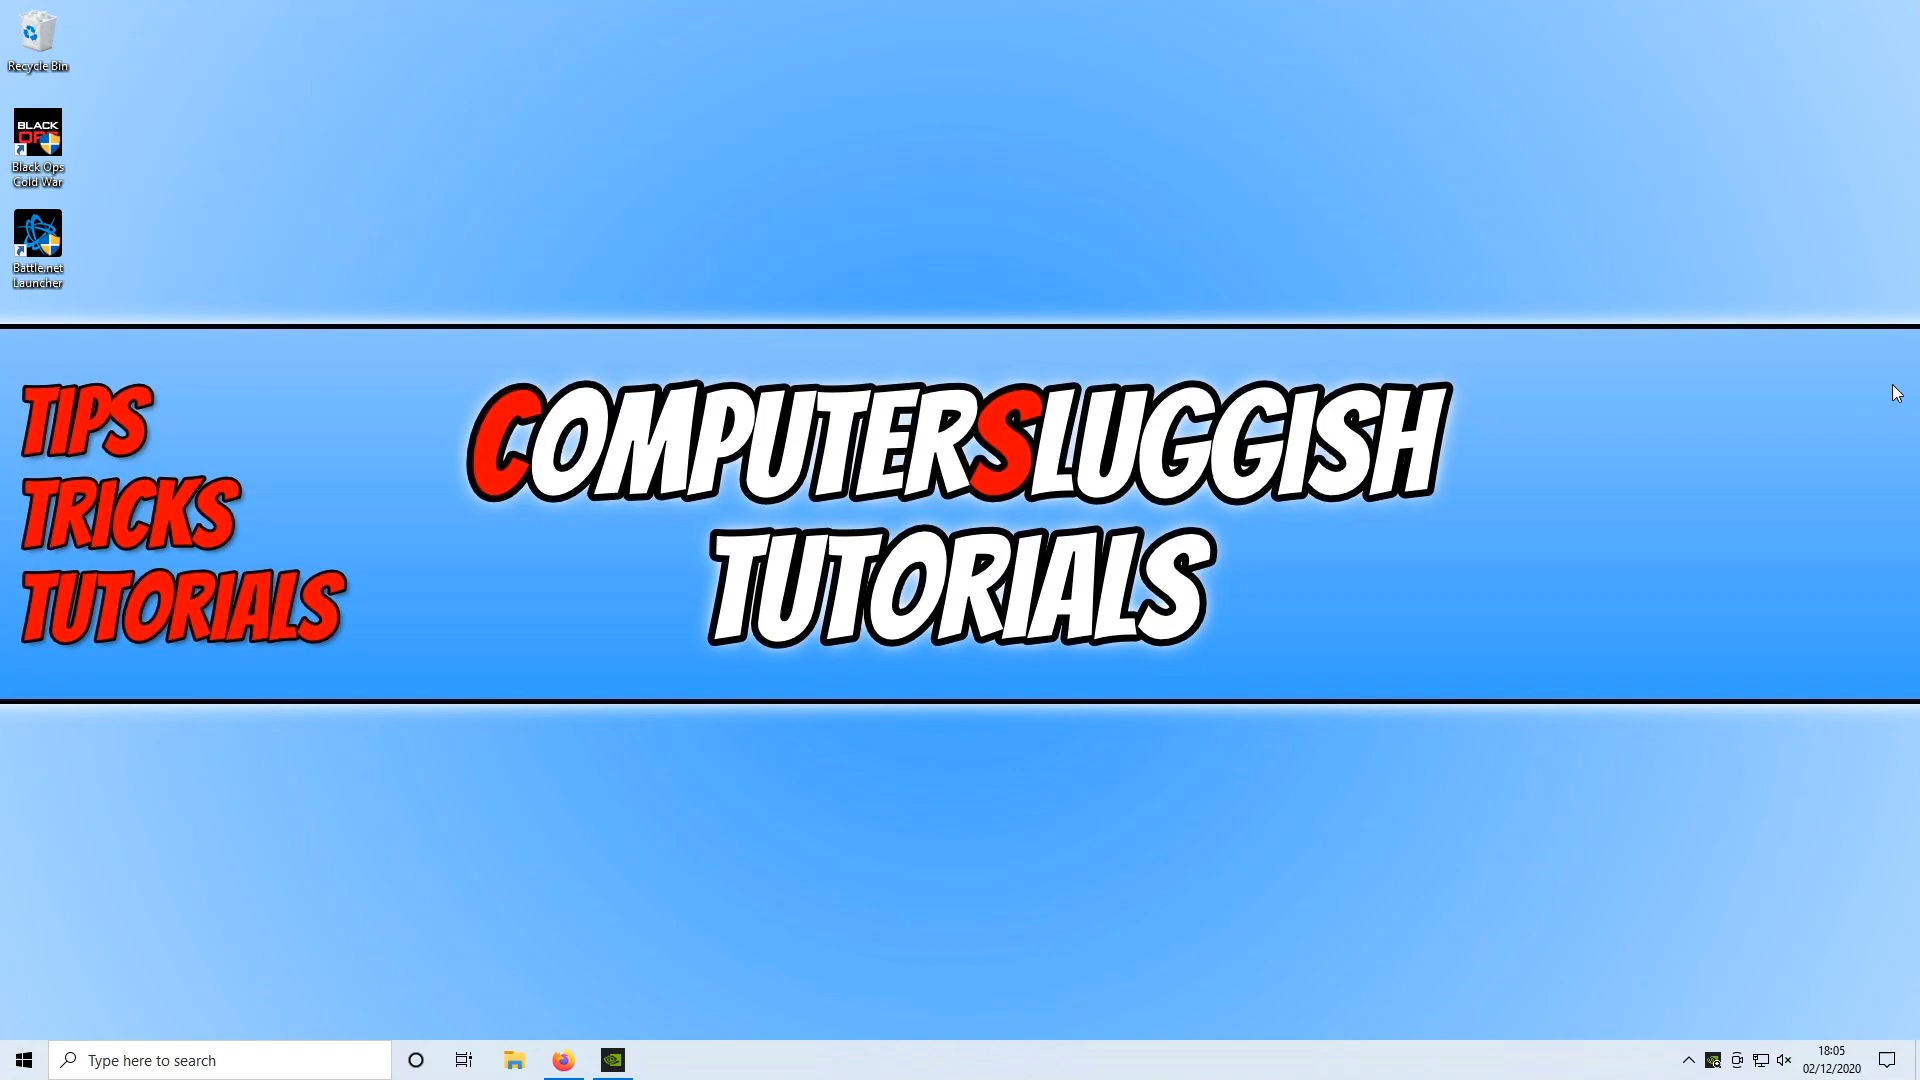 Recycle Bin
BLACK
OPS
Black Ops
Cold War
Battle.net
Launcher
TIPS
TRICKS
TUTORIALS
COMPUTERSLUGGISH
TUTORIALS
Type here to search
18:05
02/12/2020